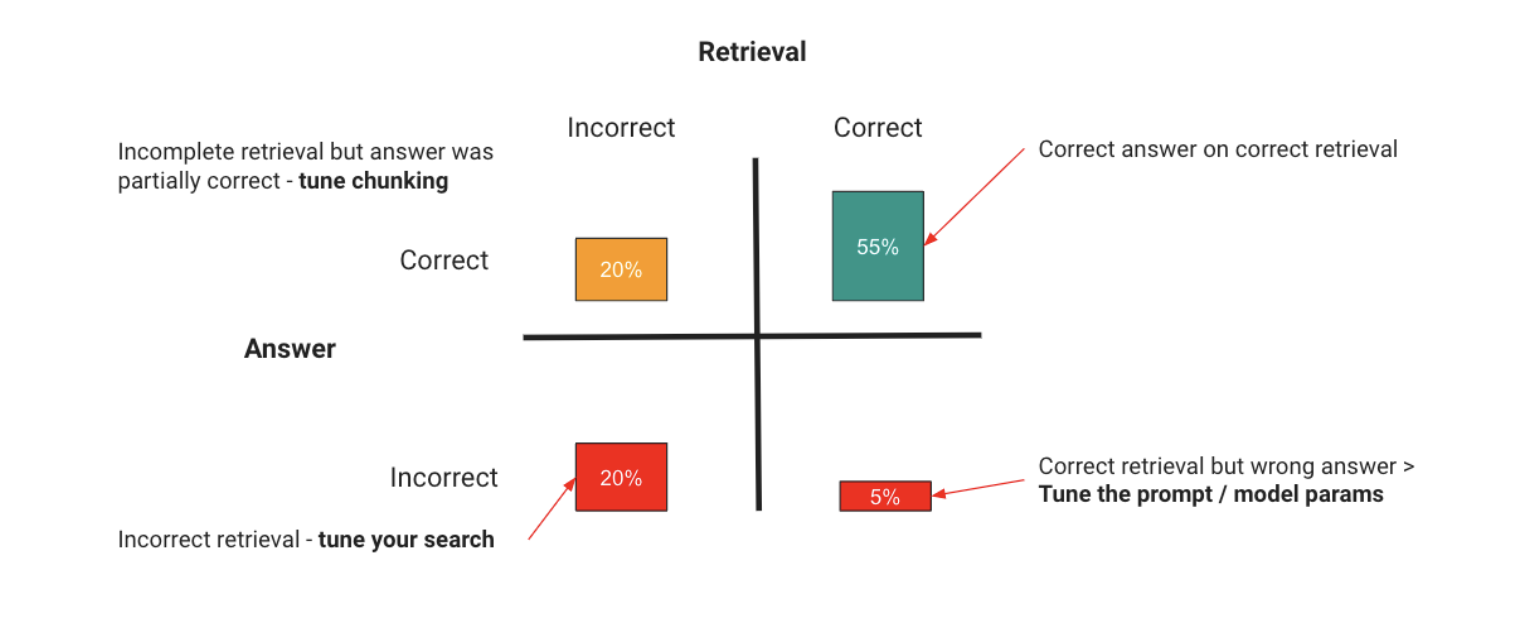 Retrieval
Incorrect
Correct
Incomplete retrieval but answer was
partially correct - tune chunking
Correct answer on correct retrieval
Correct
20%
55%
Answer
Incorrect
20%
5%
Correct retrieval but wrong answer >
Tune the prompt / model params
Incorrect retrieval - tune your search